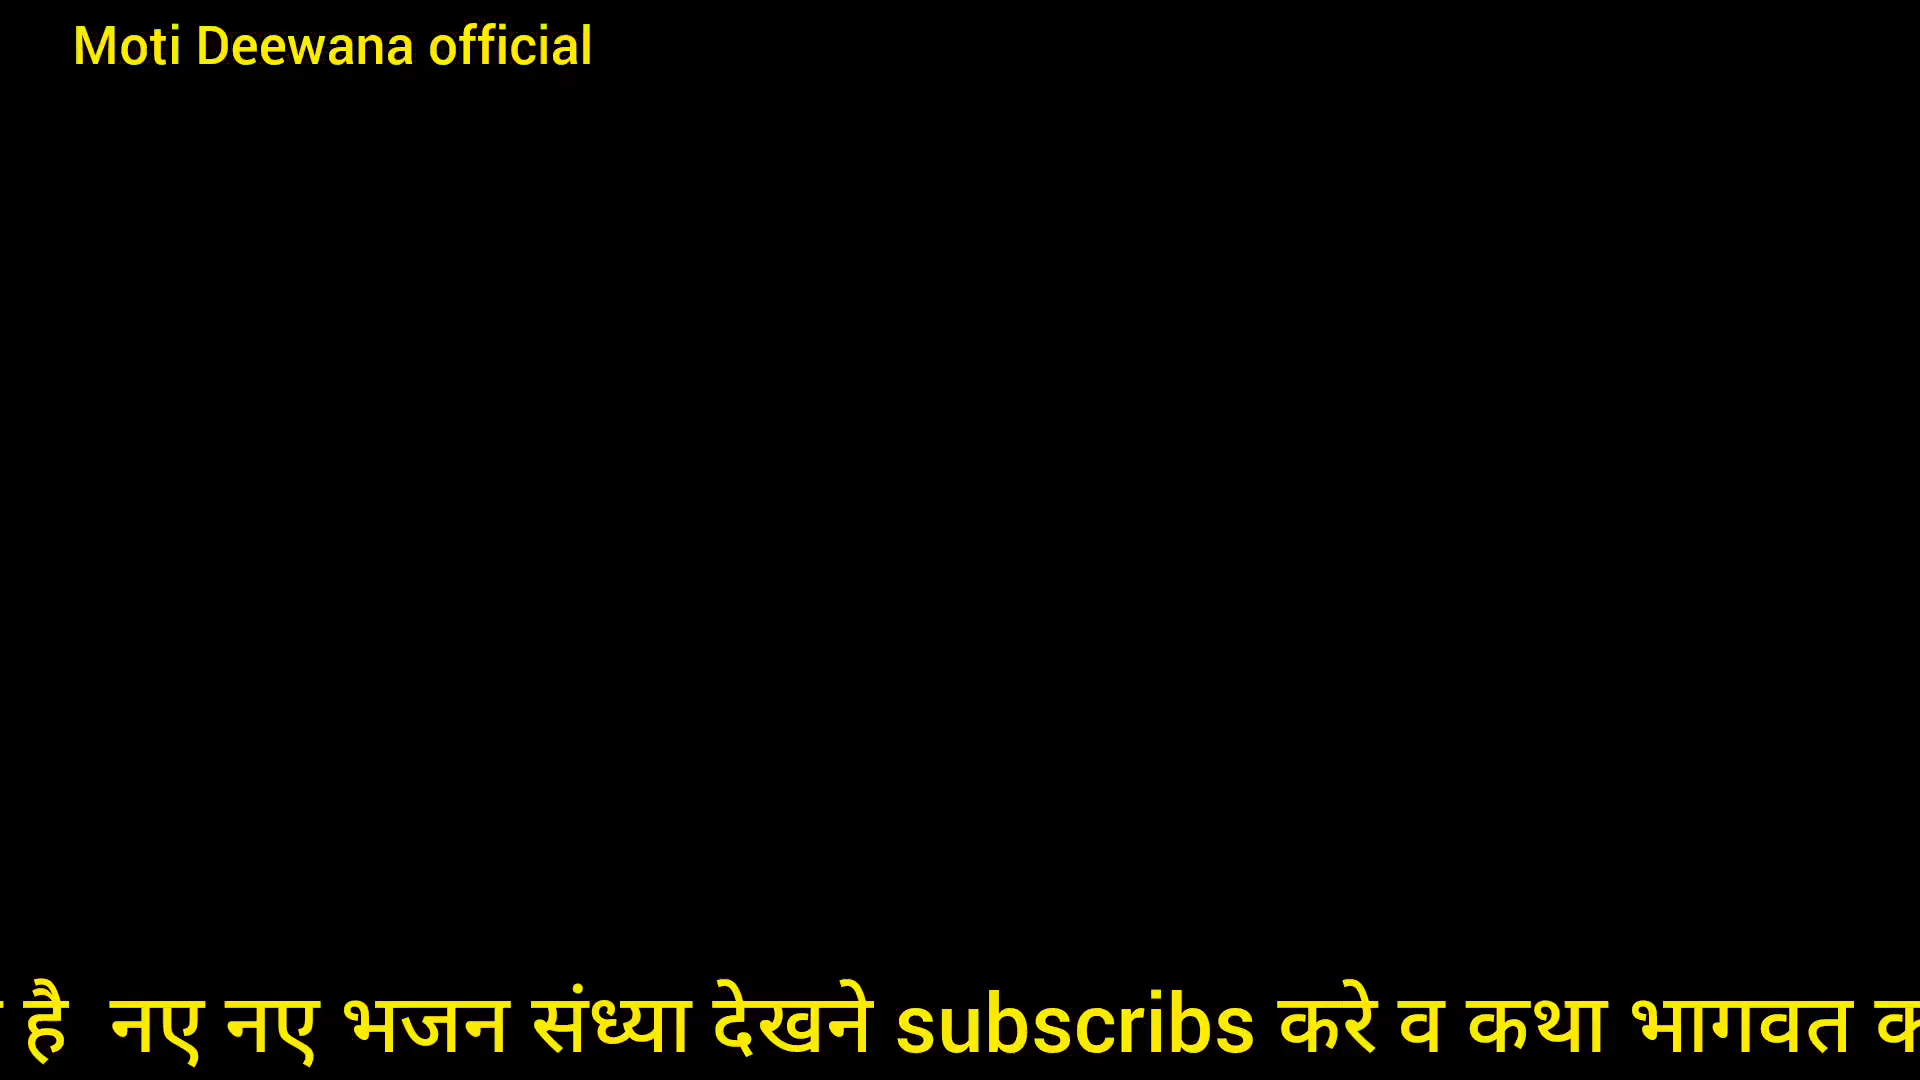 Moti Deewana official
है नए नए भजन संध्या देखने subscribs करे व कथा भागवत